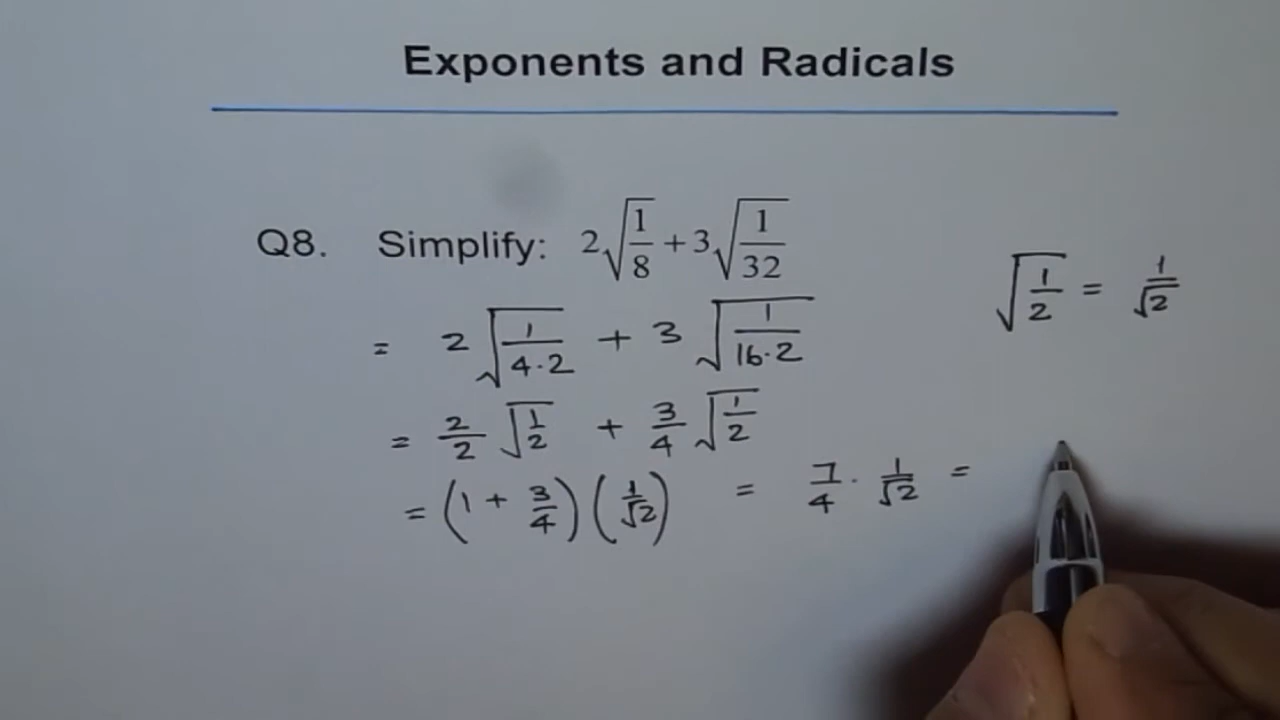 Exponents and Radicals
Q8. Simplify: 2√(1/8) + 3√(1/32)
√(1/2) = 1/√2
= 2√(1/(4·2)) + 3√(1/(16·2))
= 2/2 √(1/2) + 3/4 √(1/2)
= (1 + 3/4)(1/√2) = 7/4 · 1/√2 =